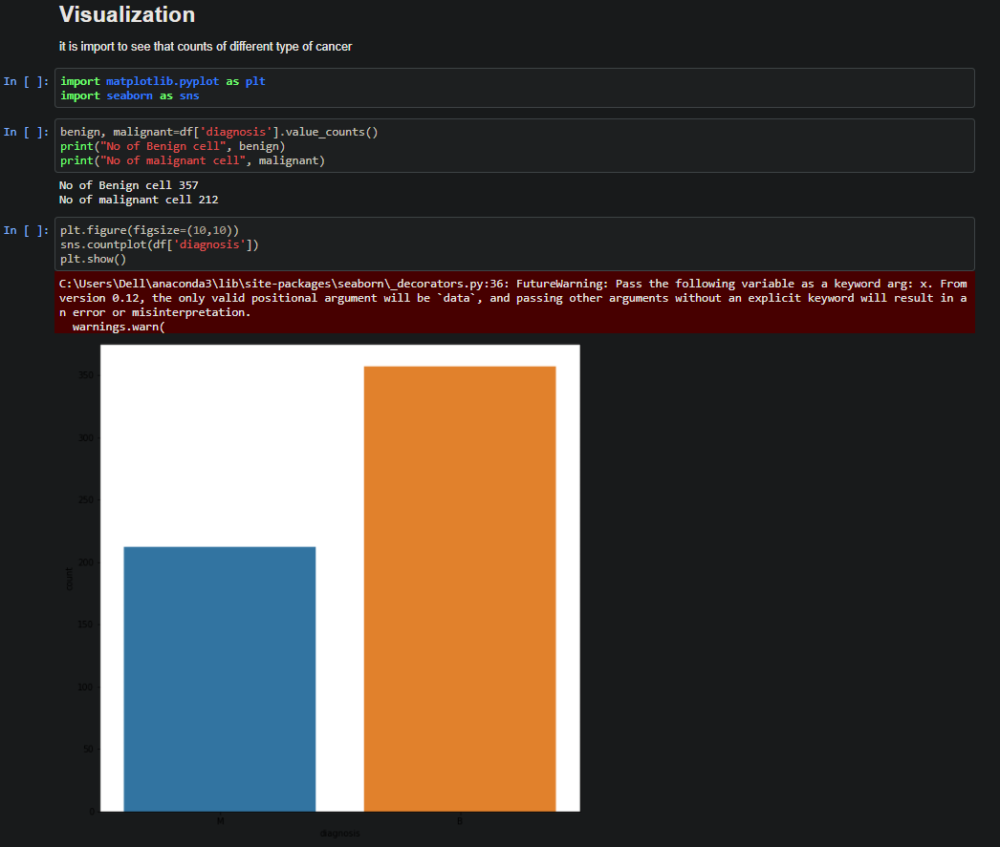 Visualization
it is import to see that counts of different type of cancer
In [ ]: import matplotlib.pyplot as plt
import seaborn as sns
In [ ]: benign, malignant=df['diagnosis'].value_counts()
print("No of Benign cell", benign)
print("No of malignant cell", malignant)
No of Benign cell 357
No of malignant cell 212
In [ ]: plt.figure(figsize=(10,10))
sns.countplot(df['diagnosis'])
plt.show()
C:\Users\Dell\anaconda3\lib\site-packages\seaborn\_decorators.py:36: FutureWarning: Pass the following variable as a keyword arg: x. From
version 0.12, the only valid positional argument will be `data`, and passing other arguments without an explicit keyword will result in a
n error or misinterpretation.
warnings.warn(
350
300
250
200
count
150
100
50
0
M B
diagnosis